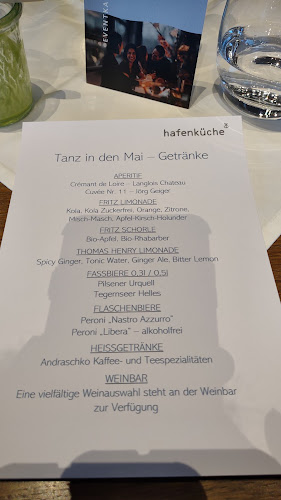 EVENTKA
hafenküche
Tanz in den Mai – Getränke
APERITIF
Crémant de Loire – Langlois Chateau
Cuvée Nr. 11 – Jörg Geiger
FRITZ LIMONADE
Kola, Kola Zuckerfrei, Orange, Zitrone,
Misch-Masch, Apfel-Kirsch-Holunder
FRITZ SCHORLE
Bio-Apfel, Bio-Rhabarber
THOMAS HENRY LIMONADE
Spicy Ginger, Tonic Water, Ginger Ale, Bitter Lemon
FASSBIERE 0,3l / 0,5l
Pilsener Urquell
Tegernseer Helles
FLASCHENBIERE
Peroni „Nastro Azzurro“
Peroni „Libera“ – alkoholfrei
HEISSGETRÄNKE
Andraschko Kaffee- und Teespezialitäten
WEINBAR
Eine vielfältige Weinauswahl steht an der Weinbar
zur Verfügung